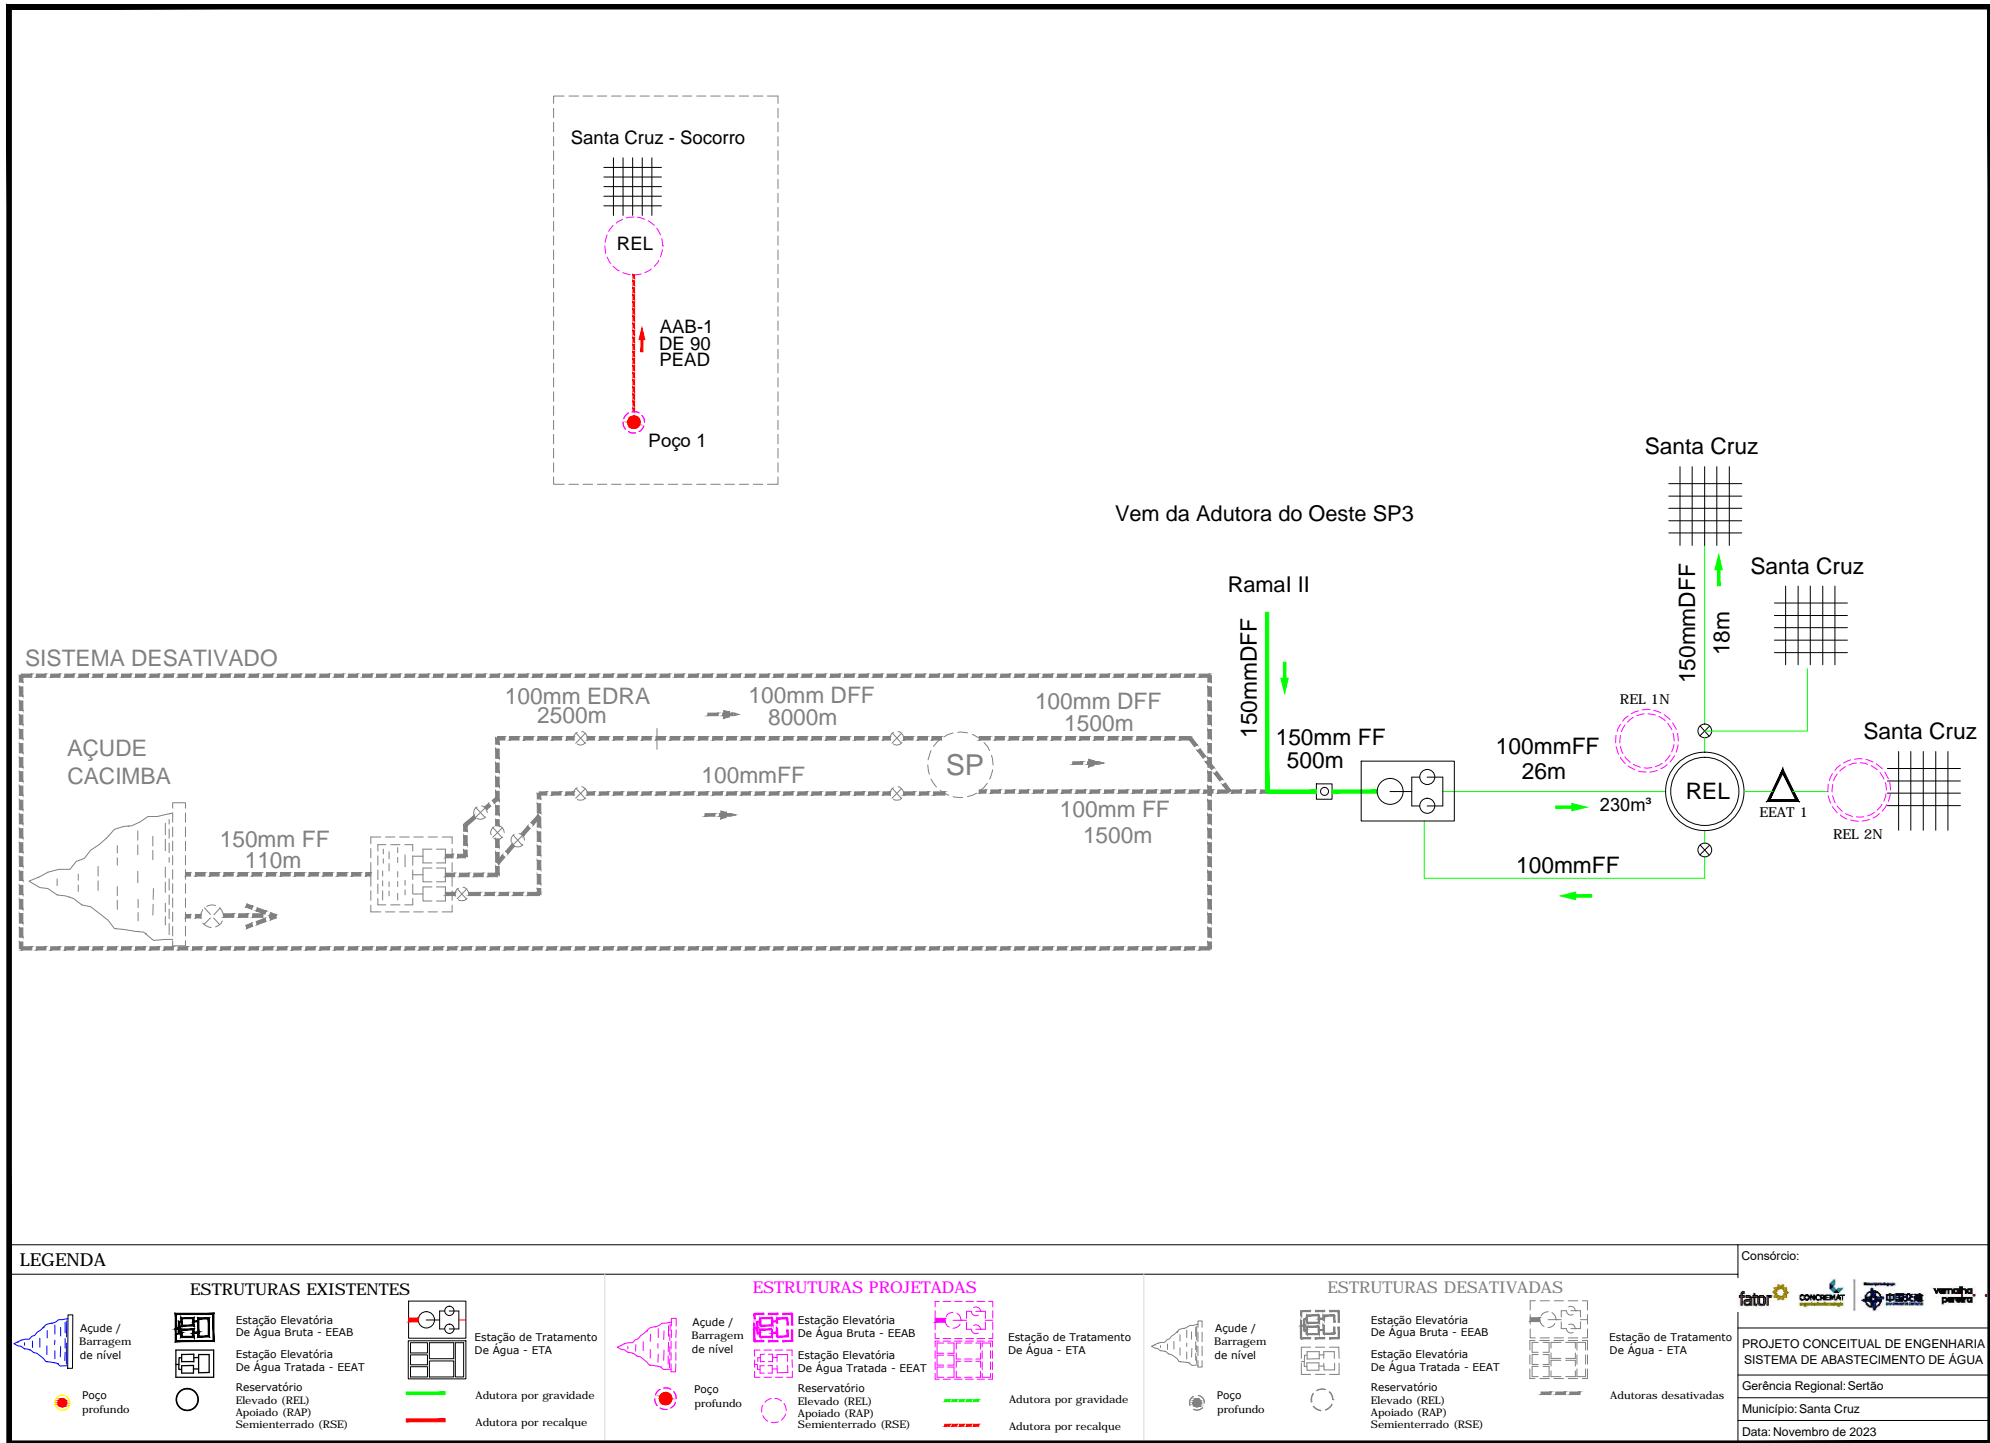 Santa Cruz - Socorro
REL
AAB-1
DE 90
PEAD
Poço 1
Santa Cruz
Vem da Adutora do Oeste SP3
Ramal II
150mmDFF
150mmDFF
18m
Santa Cruz
SISTEMA DESATIVADO
100mm EDRA
2500m
100mm DFF
8000m
100mm DFF
1500m
AÇUDE
CACIMBA
100mmFF
SP
150mm FF
500m
100mmFF
26m
230m³
REL 1N
REL
EEAT 1
Santa Cruz
REL 2N
150mm FF
110m
100mm FF
1500m
100mmFF
LEGENDA
ESTRUTURAS EXISTENTES
Açude /
Barragem
de nível
Poço
profundo
Estação Elevatória
De Água Bruta - EEAB
Estação Elevatória
De Água Tratada - EEAT
Reservatório
Elevado (REL)
Apoiado (RAP)
Semienterrado (RSE)
Estação de Tratamento
De Água - ETA
Adutora por gravidade
Adutora por recalque
ESTRUTURAS PROJETADAS
Açude /
Barragem
de nível
Poço
profundo
Estação Elevatória
De Água Bruta - EEAB
Estação Elevatória
De Água Tratada - EEAT
Reservatório
Elevado (REL)
Apoiado (RAP)
Semienterrado (RSE)
Estação de Tratamento
De Água - ETA
Adutora por gravidade
Adutora por recalque
ESTRUTURAS DESATIVADAS
Açude /
Barragem
de nível
Poço
profundo
Estação Elevatória
De Água Bruta - EEAB
Estação Elevatória
De Água Tratada - EEAT
Reservatório
Elevado (REL)
Apoiado (RAP)
Semienterrado (RSE)
Estação de Tratamento
De Água - ETA
Adutoras desativadas
Consórcio:
fator
CONCREMAT
vernalha
pereira
PROJETO CONCEITUAL DE ENGENHARIA
SISTEMA DE ABASTECIMENTO DE ÁGUA
Gerência Regional: Sertão
Município: Santa Cruz
Data: Novembro de 2023